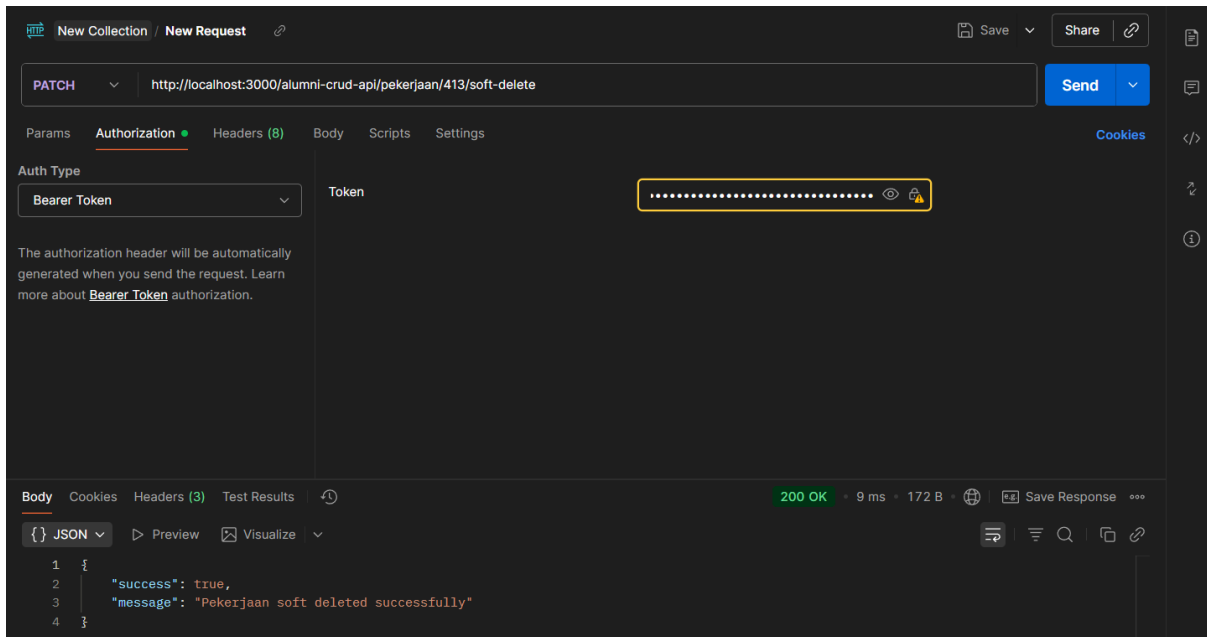 HTTP New Collection / New Request Save Share
PATCH http://localhost:3000/alumni-crud-api/pekerjaan/413/soft-delete Send
Params Authorization Headers (8) Body Scripts Settings Cookies
Auth Type
Bearer Token
Token
The authorization header will be automatically
generated when you send the request. Learn
more about Bearer Token authorization.
Body Cookies Headers (3) Test Results 200 OK 9 ms 172 B e.g. Save Response
{} JSON Preview Visualize
1 {
2 "success": true,
3 "message": "Pekerjaan soft deleted successfully"
4 }